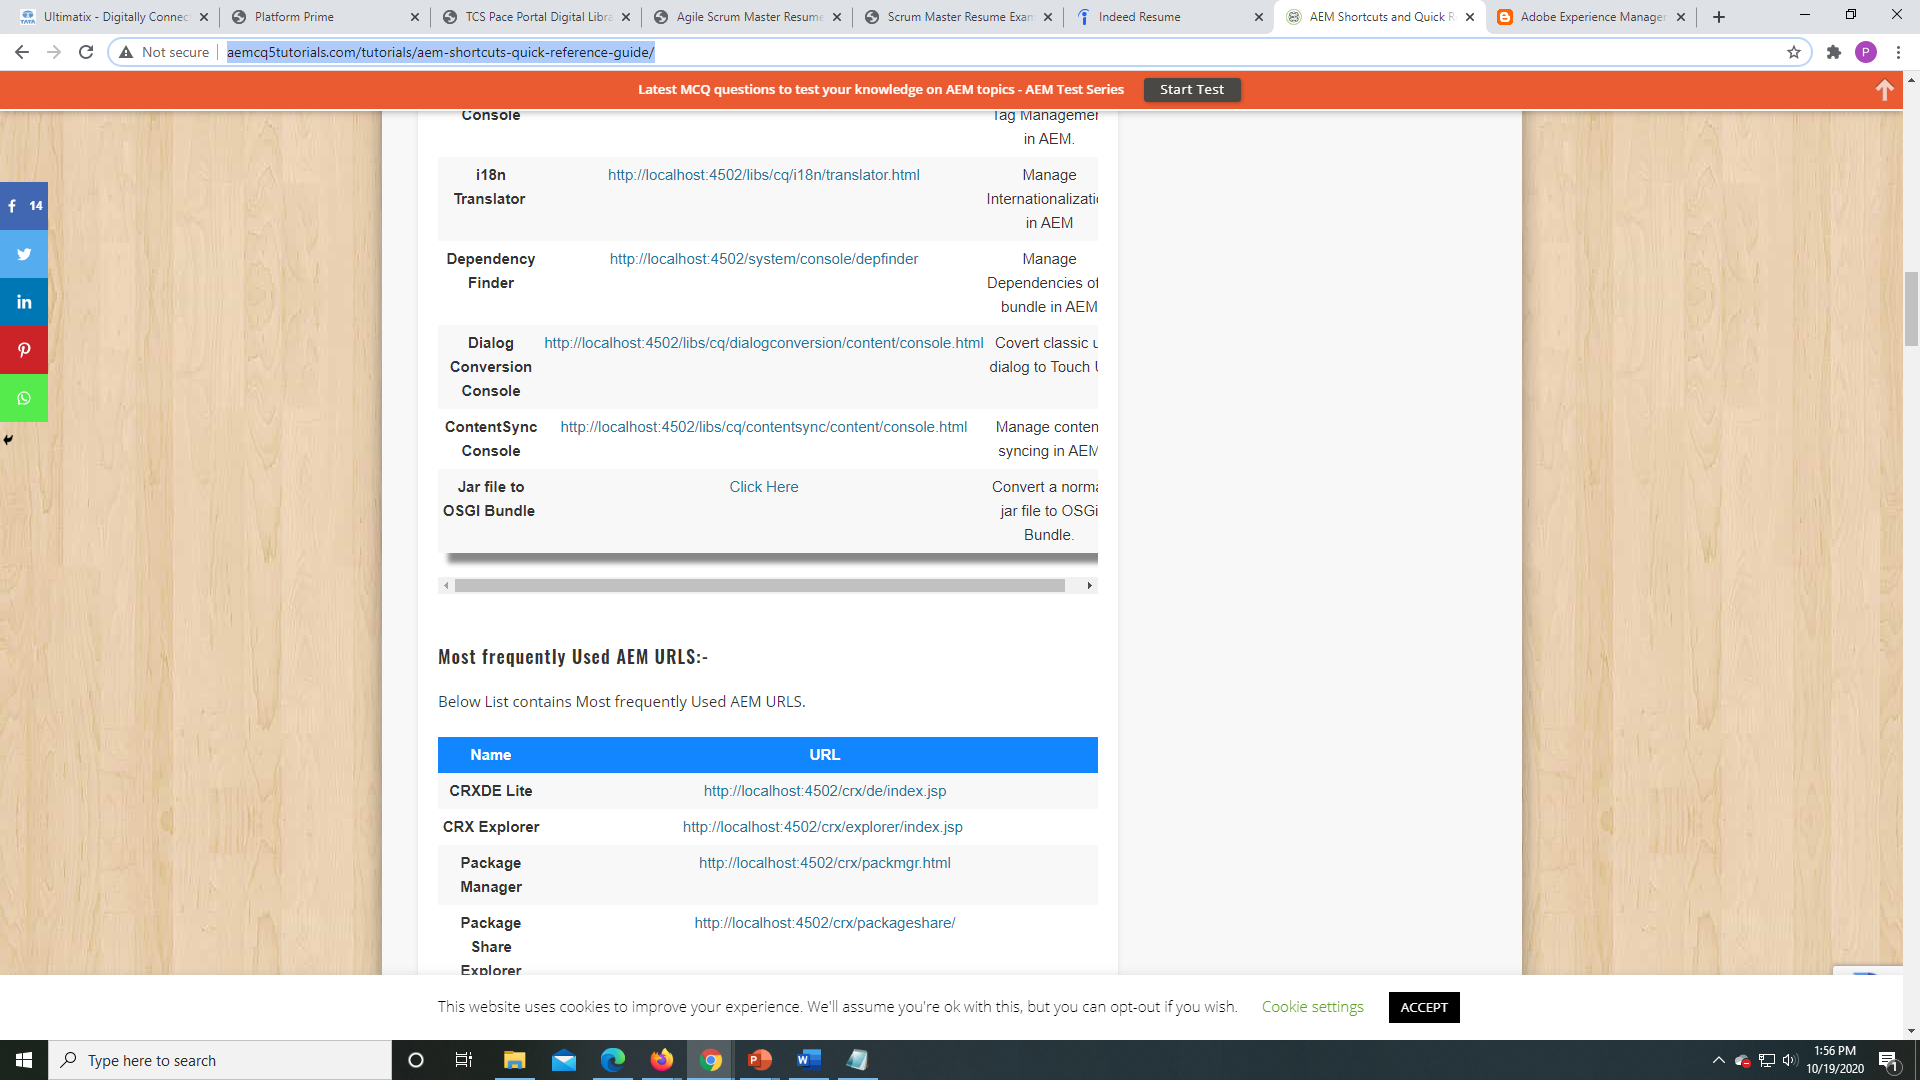 Ultimatix - Digitally Connect
Platform Prime
TCS Pace Portal Digital Libra
Agile Scrum Master Resume
Scrum Master Resume Exam
Indeed Resume
AEM Shortcuts and Quick R
Adobe Experience Manager
Not secure
aemcq5tutorials.com/tutorials/aem-shortcuts-quick-reference-guide/
P
Latest MCQ questions to test your knowledge on AEM topics - AEM Test Series
Start Test
Console
Tag Managemen
in AEM.
i18n
Translator
http://localhost:4502/libs/cq/i18n/translator.html
Manage
Internationalizatio
in AEM
14
Dependency
Finder
http://localhost:4502/system/console/depfinder
Manage
Dependencies of
bundle in AEM
Dialog
Conversion
Console
http://localhost:4502/libs/cq/dialogconversion/content/console.html
Covert classic u
dialog to Touch U
ContentSync
Console
http://localhost:4502/libs/cq/contentsync/content/console.html
Manage conten
syncing in AEM
Jar file to
OSGI Bundle
Click Here
Convert a norma
jar file to OSGi
Bundle.
Most frequently Used AEM URLS:-
Below List contains Most frequently Used AEM URLS.
Name URL
CRXDE Lite http://localhost:4502/crx/de/index.jsp
CRX Explorer http://localhost:4502/crx/explorer/index.jsp
Package
Manager
http://localhost:4502/crx/packmgr.html
Package
Share
Explorer
http://localhost:4502/crx/packageshare/
This website uses cookies to improve your experience. We'll assume you're ok with this, but you can opt-out if you wish.
Cookie settings
ACCEPT
Type here to search
1:56 PM
10/19/2020
1